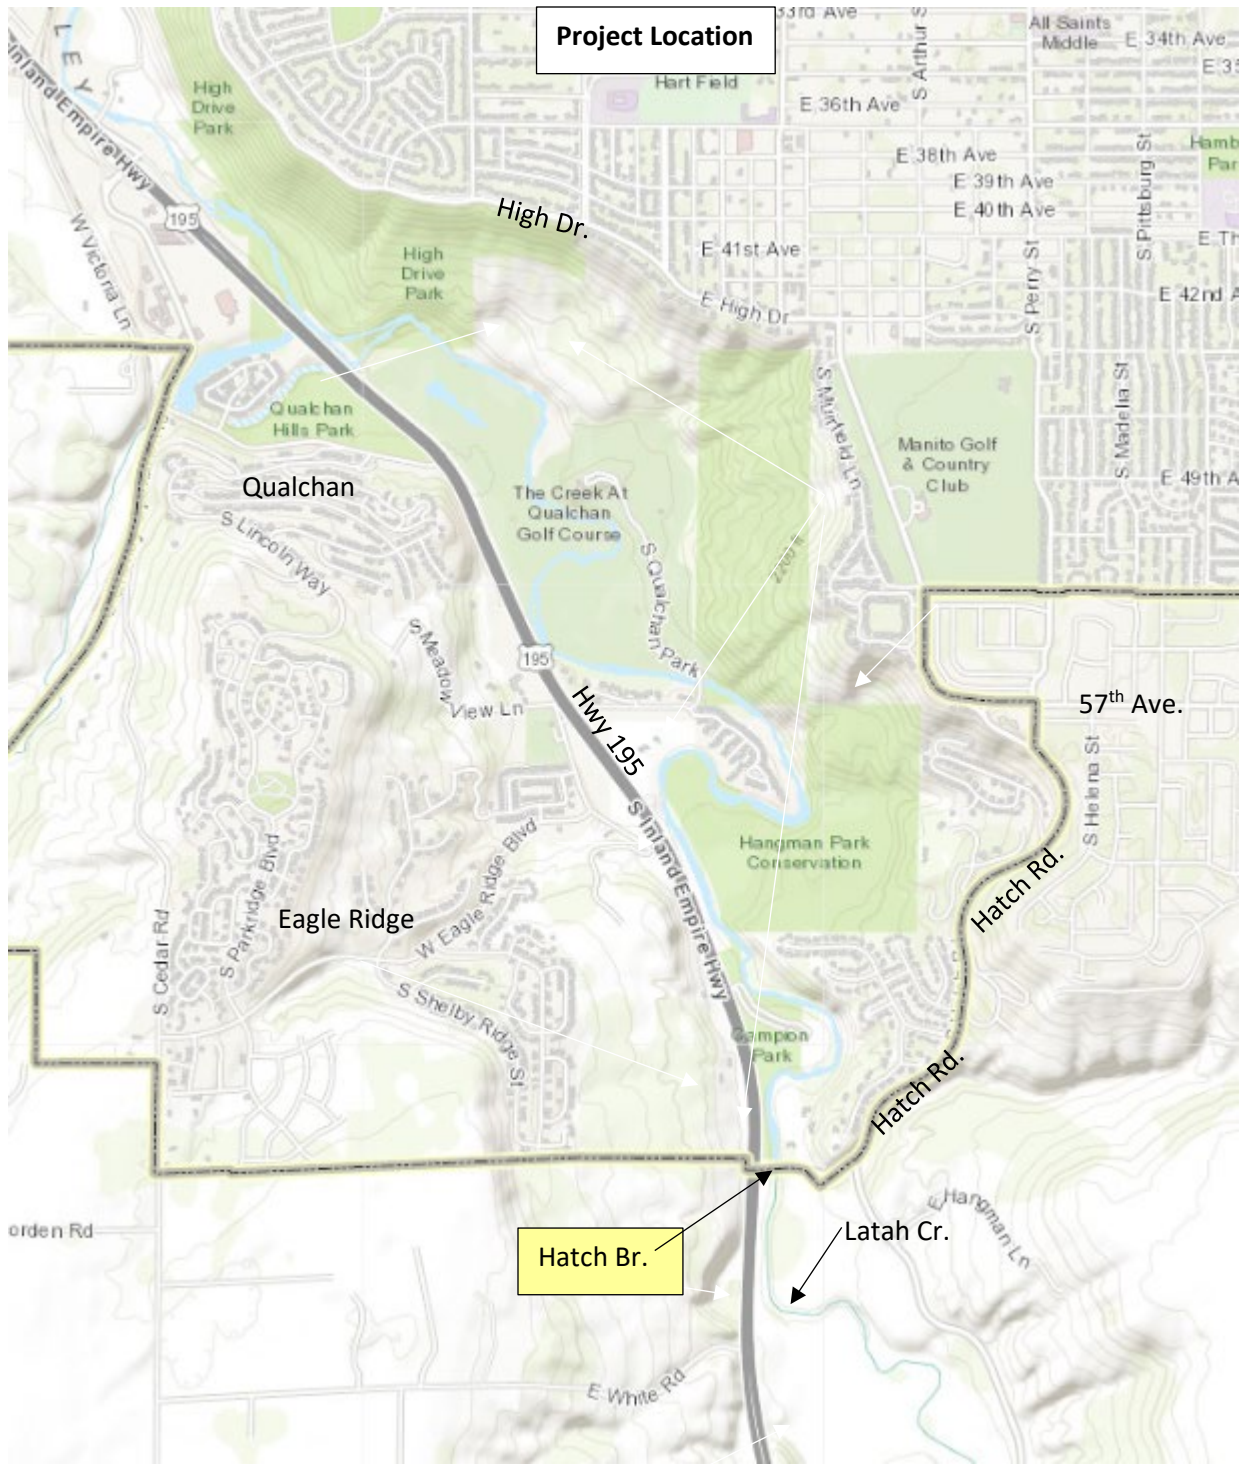 Project Location
33rd Ave
All Saints
Middle
E 34th Ave
E 35
S Arthur S
Hart Field
E 36th Ave
LEY
Inland Empire Hwy
High
Drive
Park
195
W Victoria Ln
E 38th Ave
E 39th Ave
E 40th Ave
S Pittsburg St
Hamb
Par
High Dr.
E 41st Ave
E Th
High
Drive
Park
E High Dr
S Perry St
E 42nd A
S Muirfield Ln
S Madelia St
Qualchan
Hills Park
Manito Golf
& Country
Club
E 49th A
Qualchan
The Creek At
Qualchan
Golf Course
S Lincoln Way
S Qualchan Park
S Meadow
View Ln
195
Hwy 195
57th Ave.
S Helena St
S Inland Empire Hwy
Hangman Park
Conservation
W Eagle Ridge Blvd
S Parkridge Blvd
Eagle Ridge
Hatch Rd.
S Cedar Rd
S Shelby Ridge St
Campion
Park
Hatch Rd.
E Hangman Ln
orden Rd
Hatch Br.
Latah Cr.
E White Rd